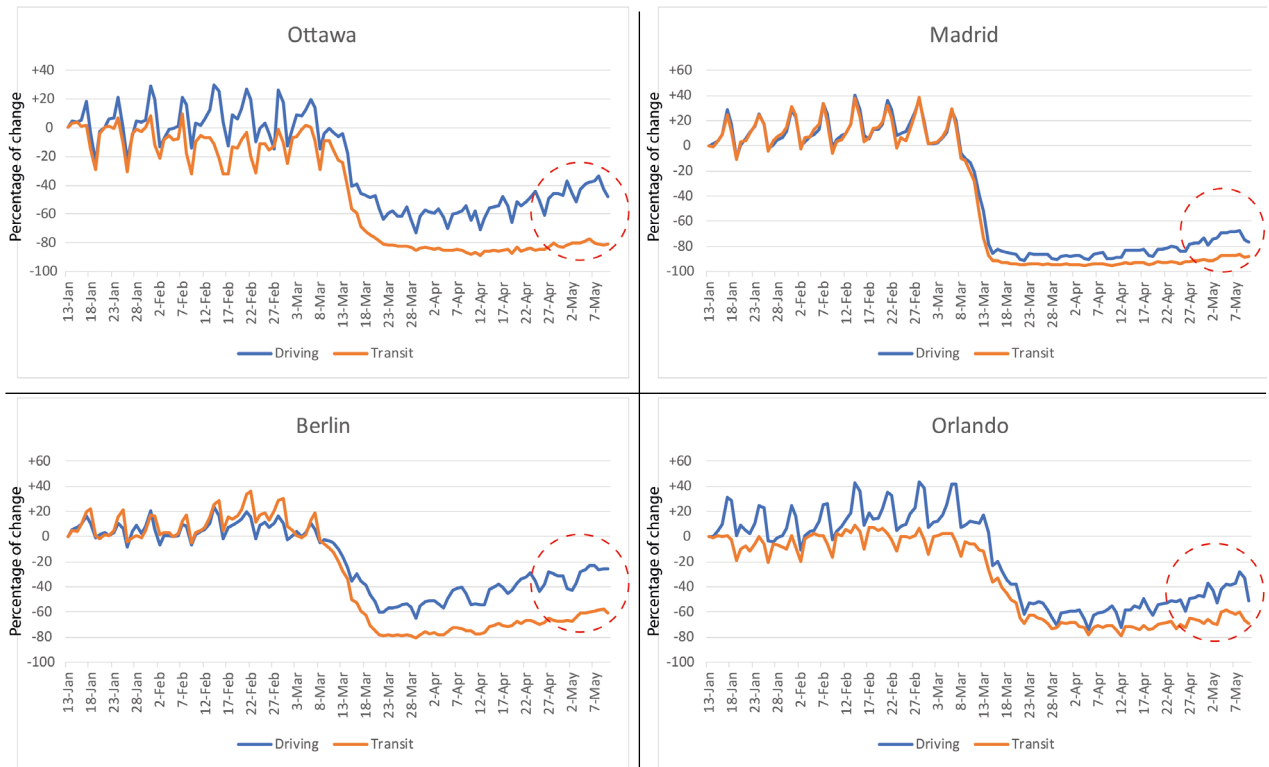 Ottawa
Percentage of change
+40
+20
0
-20
-40
-60
-80
-100
13-Jan
18-Jan
23-Jan
28-Jan
2-Feb
7-Feb
12-Feb
17-Feb
22-Feb
27-Feb
3-Mar
8-Mar
13-Mar
18-Mar
23-Mar
28-Mar
2-Apr
7-Apr
12-Apr
17-Apr
22-Apr
27-Apr
2-May
7-May
Driving Transit
Madrid
Percentage of change
+60
+40
+20
0
-20
-40
-60
-80
-100
13-Jan
18-Jan
23-Jan
28-Jan
2-Feb
7-Feb
12-Feb
17-Feb
22-Feb
27-Feb
3-Mar
8-Mar
13-Mar
18-Mar
23-Mar
28-Mar
2-Apr
7-Apr
12-Apr
17-Apr
22-Apr
27-Apr
2-May
7-May
Driving Transit
Berlin
Percentage of change
+60
+40
+20
0
-20
-40
-60
-80
-100
13-Jan
18-Jan
23-Jan
28-Jan
2-Feb
7-Feb
12-Feb
17-Feb
22-Feb
27-Feb
3-Mar
8-Mar
13-Mar
18-Mar
23-Mar
28-Mar
2-Apr
7-Apr
12-Apr
17-Apr
22-Apr
27-Apr
2-May
7-May
Driving Transit
Orlando
Percentage of change
+60
+40
+20
0
-20
-40
-60
-80
-100
13-Jan
18-Jan
23-Jan
28-Jan
2-Feb
7-Feb
12-Feb
17-Feb
22-Feb
27-Feb
3-Mar
8-Mar
13-Mar
18-Mar
23-Mar
28-Mar
2-Apr
7-Apr
12-Apr
17-Apr
22-Apr
27-Apr
2-May
7-May
Driving Transit